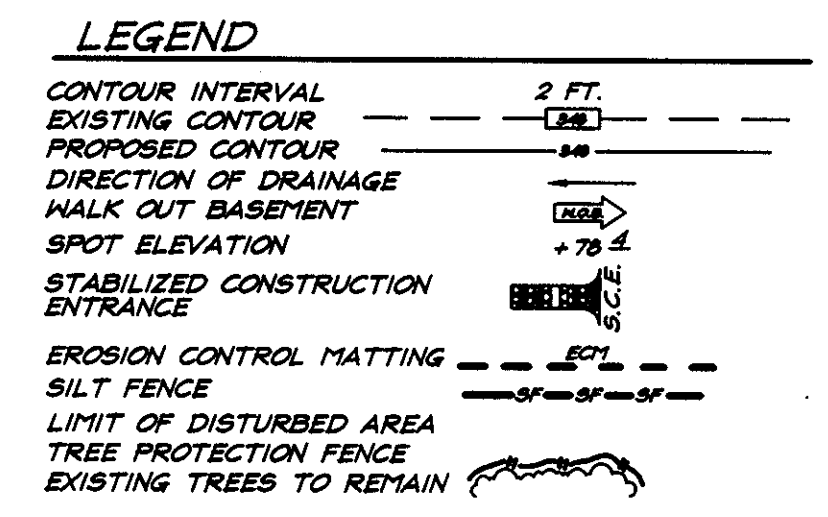 LEGEND
CONTOUR INTERVAL 2 FT.
EXISTING CONTOUR
PROPOSED CONTOUR
DIRECTION OF DRAINAGE
WALK OUT BASEMENT W.O.B.
SPOT ELEVATION + 78 4
STABILIZED CONSTRUCTION
ENTRANCE S.C.E.
EROSION CONTROL MATTING ECM
SILT FENCE SF SF SF
LIMIT OF DISTURBED AREA
TREE PROTECTION FENCE
EXISTING TREES TO REMAIN